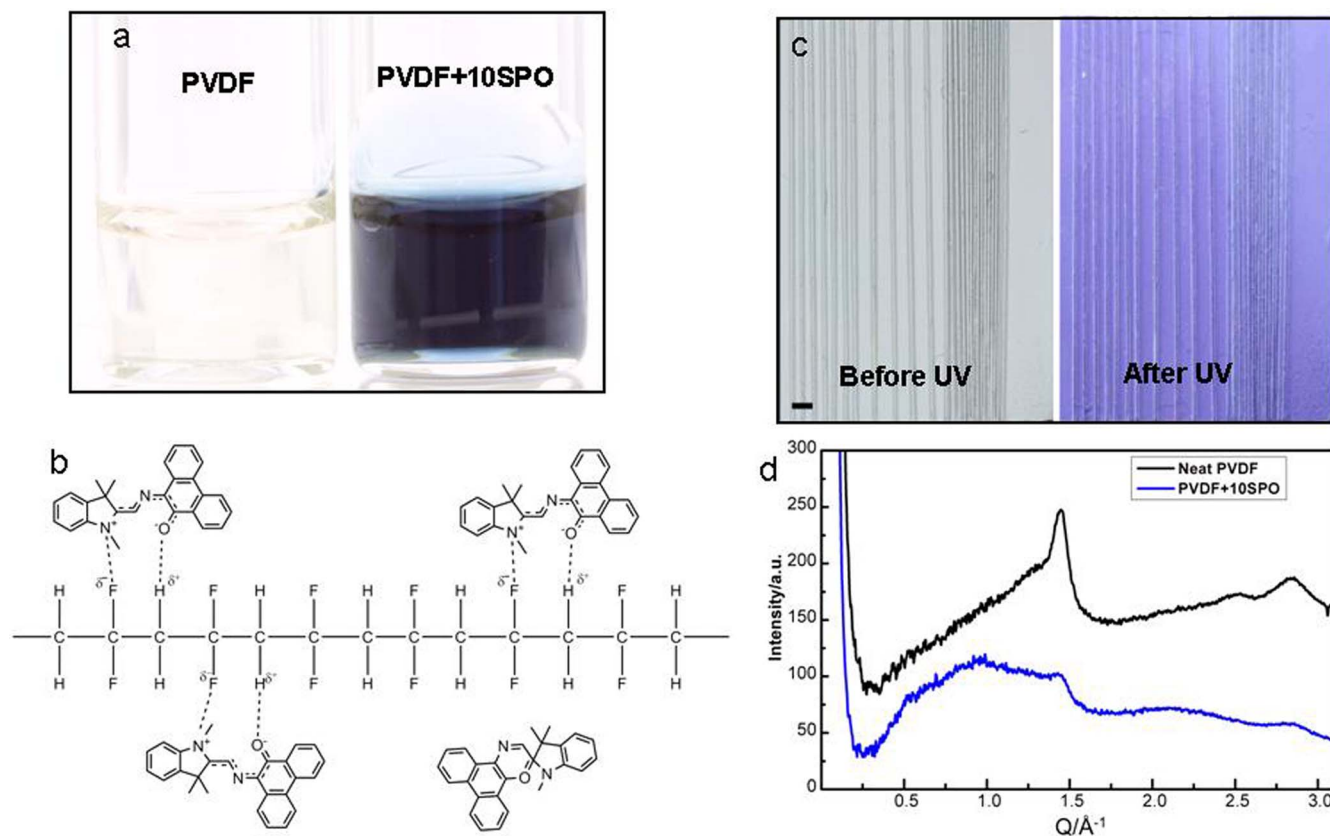 a
PVDF
PVDF+10SPO
c
Before UV
After UV
b
N
N
N⁺
O⁻
N⁺
O⁻
δ⁻ δ⁺ δ⁻ δ⁺
H F H F H F H F H F H F H
C C C C C C C C C C C C C
H F H F H F H F H F H F H
δ⁻ δ⁺
N⁺ O⁻
N
N
O
N
d
Neat PVDF
PVDF+10SPO
Intensity/a.u.
300
250
200
150
100
50
0
0.5 1.0 1.5 2.0 2.5 3.0
Q/Å⁻¹